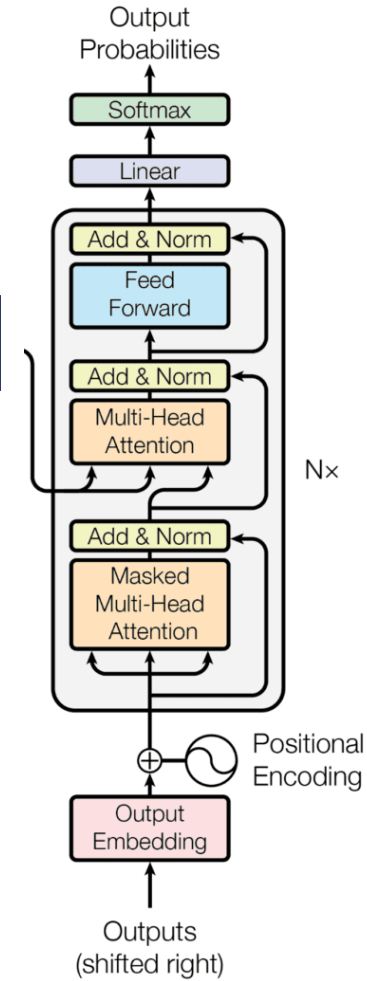 Output
Probabilities
Softmax
Linear
Add & Norm
Feed
Forward
Add & Norm
Multi-Head
Attention
N×
Add & Norm
Masked
Multi-Head
Attention
Positional
Encoding
Output
Embedding
Outputs
(shifted right)